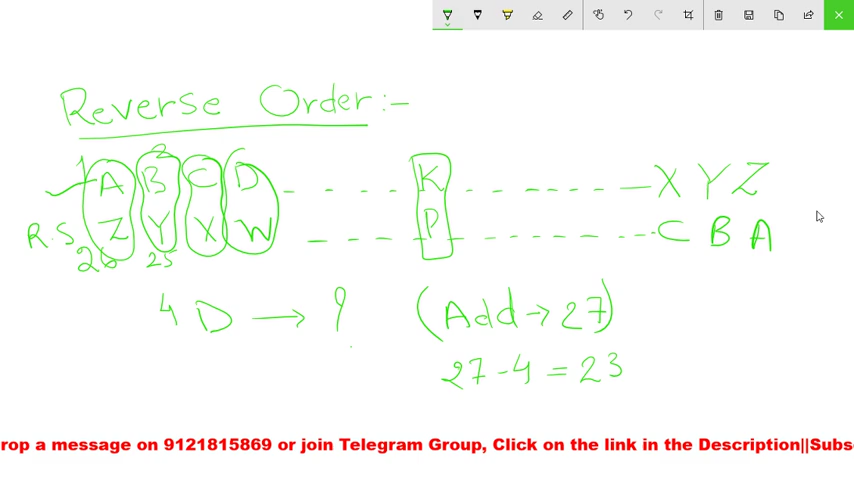 Reverse Order:-
1 2
A B C D - - - - K - - - - - - - X Y Z
R.S Z Y X W - - - - P - - - - - - - C B A
26 25
4 D → ? (Add → 27)
27 - 4 = 23
rop a message on 9121815869 or join Telegram Group, Click on the link in the Description||Subs